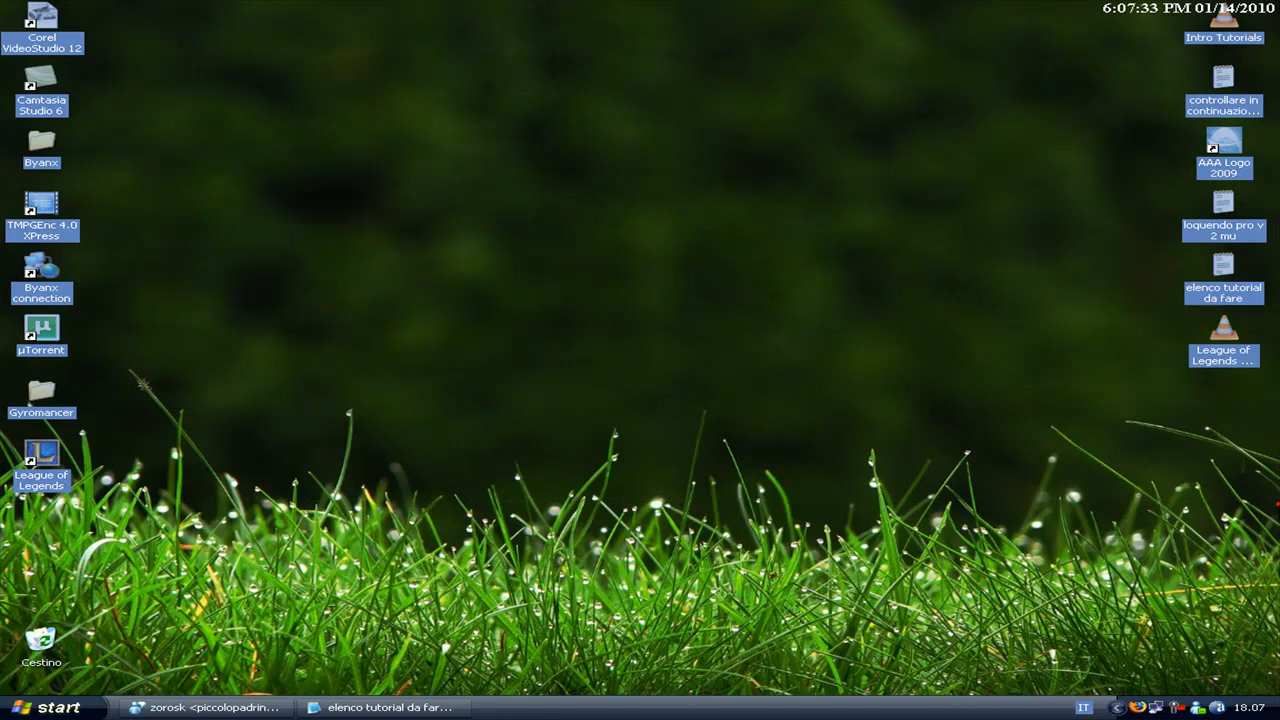 6:07:33 PM 01/14/2010
Corel
VideoStudio 12
Camtasia
Studio 6
Byanx
TMPGEnc 4.0
XPress
Byanx
connection
µTorrent
Gyromancer
League of
Legends
Cestino
Intro Tutorials
controllare in
continuazio...
AAA Logo
2009
loquendo pro v
2 mu
elenco tutorial
da fare
League of
Legends ...
start
zorosk <piccolopadrin...
elenco tutorial da far...
IT
18.07